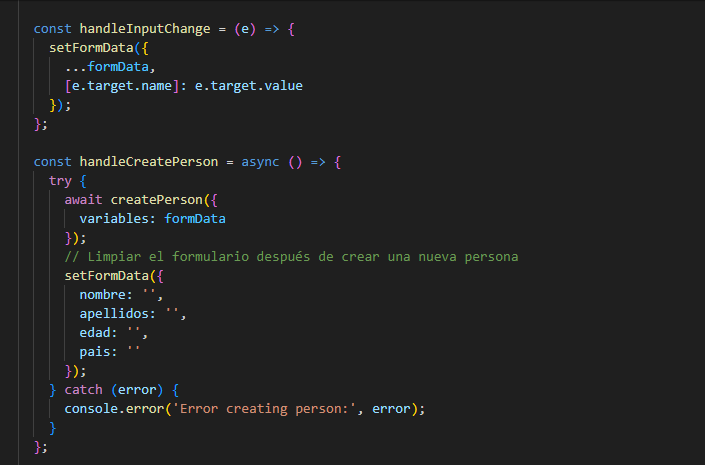 const handleInputChange = (e) => {
  setFormData({
    ...formData,
    [e.target.name]: e.target.value
  });
};

const handleCreatePerson = async () => {
  try {
    await createPerson({
      variables: formData
    });
    // Limpiar el formulario después de crear una nueva persona
    setFormData({
      nombre: '',
      apellidos: '',
      edad: '',
      pais: ''
    });
  } catch (error) {
    console.error('Error creating person:', error);
  }
};